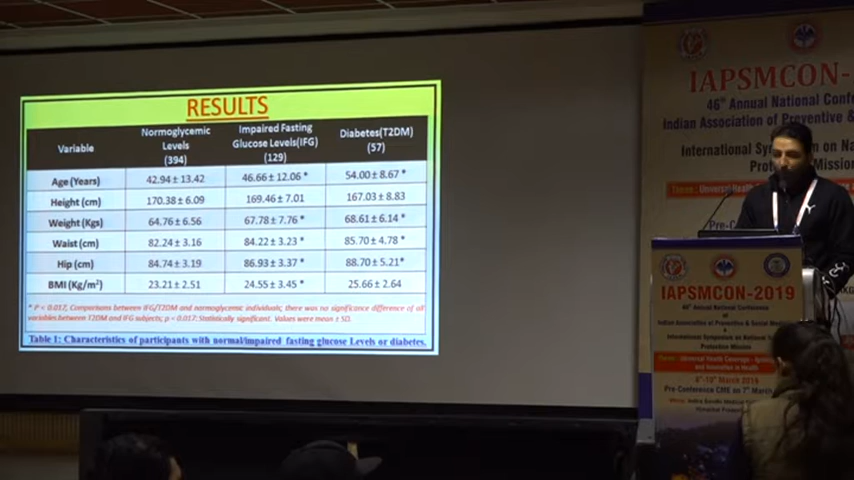 RESULTS
Variable
Normoglycemic Levels (394)
Impaired Fasting Glucose Levels(IFG) (129)
Diabetes(T2DM) (57)
Age (Years) 42.94 ± 13.42 46.66 ± 12.06 * 54.00 ± 8.67 *
Height (cm) 170.38 ± 6.09 169.46 ± 7.01 167.03 ± 8.83
Weight (Kgs) 64.76 ± 6.56 67.78 ± 7.76 * 68.61 ± 6.14 *
Waist (cm) 82.24 ± 3.16 84.22 ± 3.23 * 85.70 ± 4.78 *
Hip (cm) 84.74 ± 3.19 86.93 ± 3.37 * 88.70 ± 5.21*
BMI (Kg/m²) 23.21 ± 2.51 24.55 ± 3.45 * 25.66 ± 2.64
* P < 0.017, Comparisons between IFG/T2DM and normoglycemic individuals, there was no significance difference of all
variables between T2DM and IFG subjects; p = 0.017: Statistically significant. Values were mean ± SD.
Table 1: Characteristics of participants with normal/impaired fasting glucose Levels or diabetes.
IAPSMCON-
46th Annual National Confe
Indian Association of Preventive &
International Symposium on Na
Pro Mission
Theme : Universal Hea
Pre-C
IAPSMCON-2019
46th Annual National Conference
of
Indian Association of Preventive & Social Medi
&
International Symposium on National
Protection Mission
Universal Health Coverage -
and Innovation in Health
March 2019
Pre-Conference CME on 7th March
Indira Gandhi Medical
Himachal